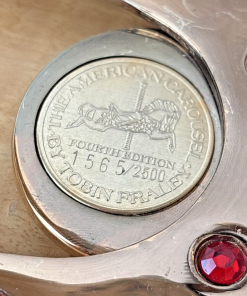 THE AMERICAN CAROUSEL
FOURTH EDITION
1565/2500
BY TOBIN FRALEY